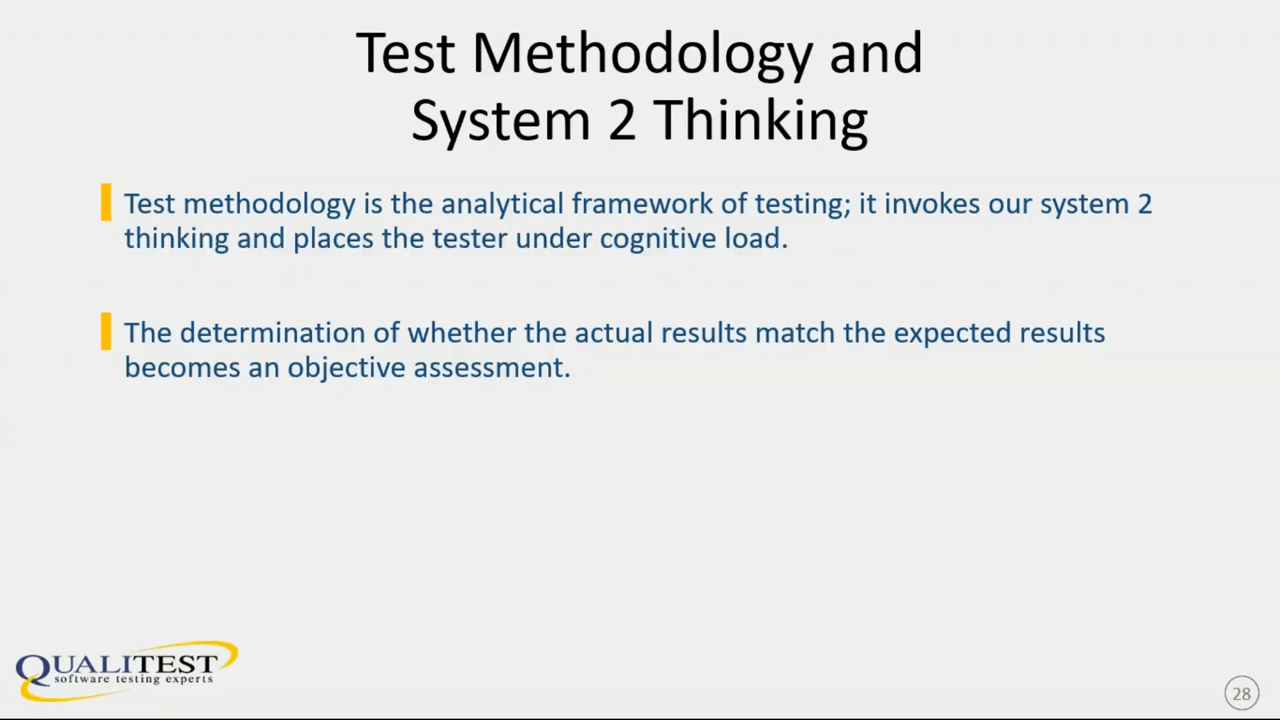 Test Methodology and
System 2 Thinking
Test methodology is the analytical framework of testing; it invokes our system 2
thinking and places the tester under cognitive load.
The determination of whether the actual results match the expected results
becomes an objective assessment.
QUALITEST
software testing experts
28